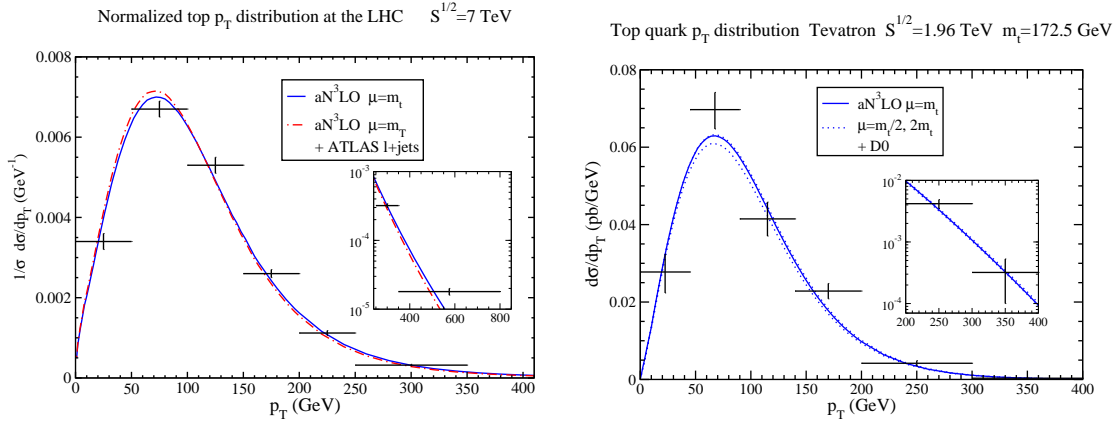 Normalized top p_T distribution at the LHC S^1/2=7 TeV
aN^3LO μ=m_t
aN^3LO μ=m_T
+ ATLAS l+jets
1/σ dσ/dp_T (GeV^-1)
0.008
0.006
0.004
0.002
0
10^-3
10^-4
10^-5
400 600 800
0 50 100 150 200 250 300 350 400
p_T (GeV)
Top quark p_T distribution Tevatron S^1/2=1.96 TeV m_t=172.5 GeV
aN^3LO μ=m_t
μ=m_t/2, 2m_t
+ D0
dσ/dp_T (pb/GeV)
0.08
0.06
0.04
0.02
0
10^-2
10^-3
10^-4
200 250 300 350 400
0 50 100 150 200 250 300 350 400
p_T (GeV)